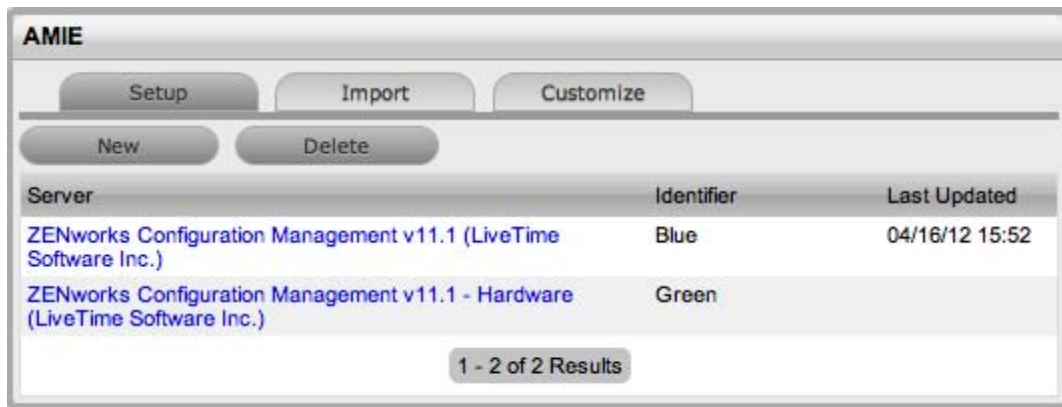 AMIE
Setup Import Customize
New Delete
Server Identifier Last Updated
ZENworks Configuration Management v11.1 (LiveTime Blue 04/16/12 15:52
Software Inc.)
ZENworks Configuration Management v11.1 - Hardware Green
(LiveTime Software Inc.)
1 - 2 of 2 Results